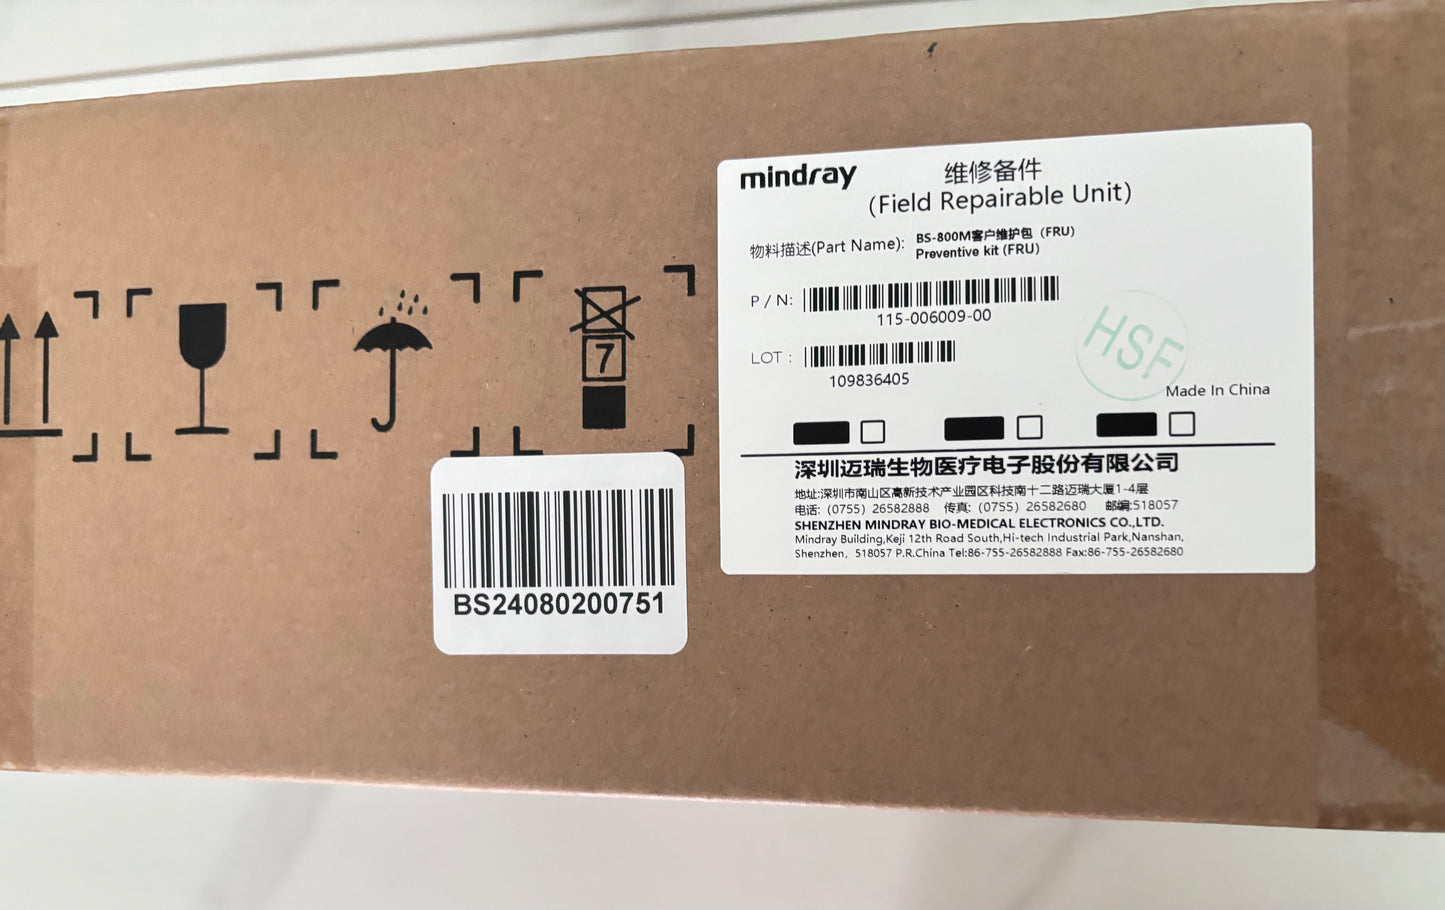 mindray
维修备件
(Field Repairable Unit)
物料描述(Part Name): BS-800M客户维护包 (FRU)
Preventive kit (FRU)
P / N:
115-006009-00
LOT :
109836405
HSF
Made In China
深圳迈瑞生物医疗电子股份有限公司
地址:深圳市南山区高新技术产业园区科技南十二路迈瑞大厦1-4层
电话: (0755) 26582888 传真: (0755) 26582680 邮编:518057
SHENZHEN MINDRAY BIO-MEDICAL ELECTRONICS CO.,LTD.
Mindray Building,Keji 12th Road South,Hi-tech Industrial Park,Nanshan,
Shenzhen, 518057 P.R.China Tel:86-755-26582888 Fax:86-755-26582680
7
BS24080200751